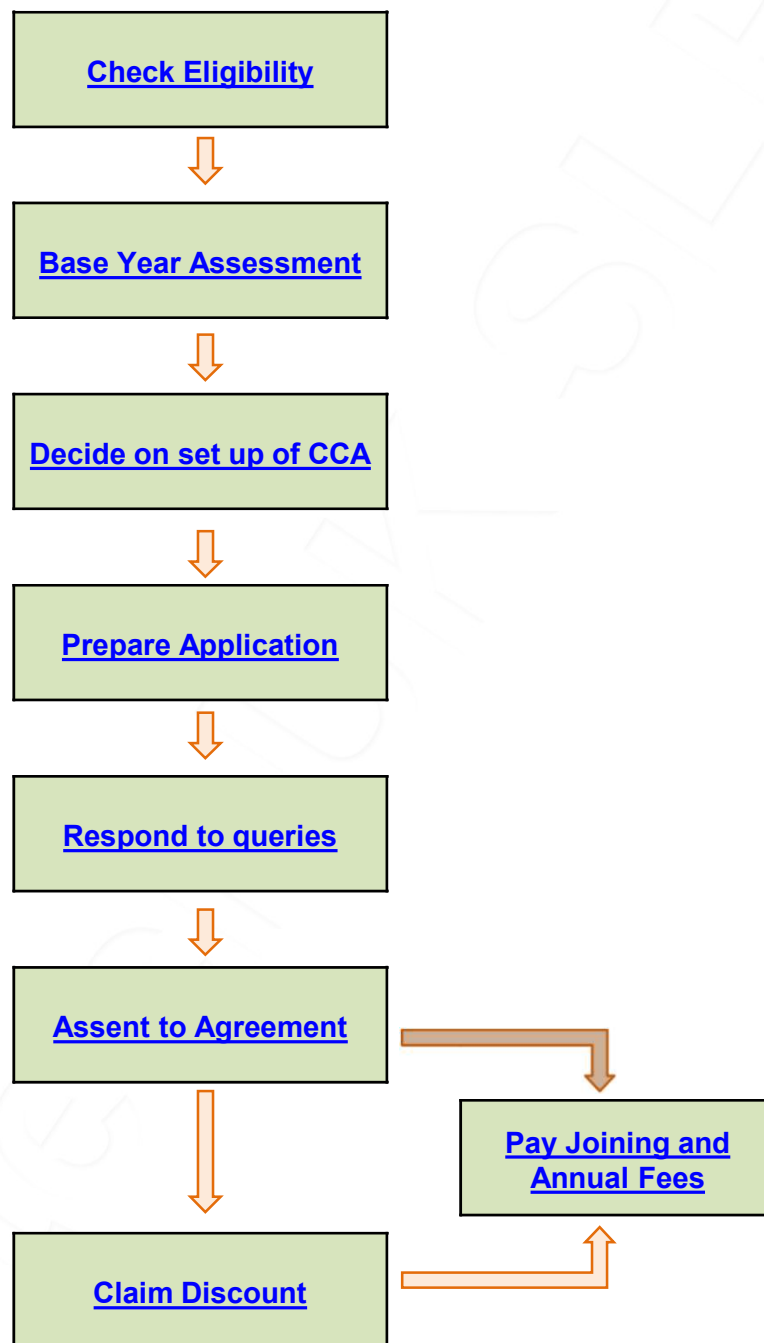 Check Eligibility
Base Year Assessment
Decide on set up of CCA
Prepare Application
Respond to queries
Assent to Agreement
Pay Joining and
Annual Fees
Claim Discount